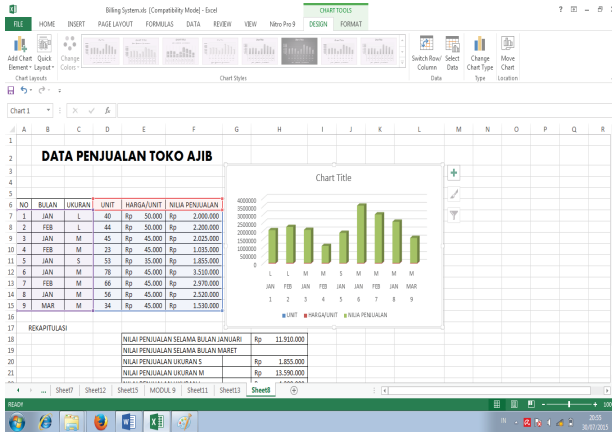 Billing System.xls [Compatibility Mode] - Excel
CHART TOOLS
FILE HOME INSERT PAGE LAYOUT FORMULAS DATA REVIEW VIEW Nitro Pro 9 DESIGN FORMAT
Add Chart Element Quick Layout Change Colors Switch Row/ Column Select Data Change Chart Type Move Chart
Chart Layouts Chart Styles Data Type Location
Chart 1 fx
A B C D E F G H I J K L M N O P Q R
DATA PENJUALAN TOKO AJIB
NO BULAN UKURAN UNIT HARGA/UNIT NILIA PENJUALAN
1 JAN L 40 Rp 50.000 Rp 2.000.000
2 FEB L 44 Rp 50.000 Rp 2.200.000
3 JAN M 45 Rp 45.000 Rp 2.025.000
4 FEB M 23 Rp 45.000 Rp 1.035.000
5 JAN S 53 Rp 35.000 Rp 1.855.000
6 JAN M 78 Rp 45.000 Rp 3.510.000
7 FEB M 66 Rp 45.000 Rp 2.970.000
8 JAN M 56 Rp 45.000 Rp 2.520.000
9 MAR M 34 Rp 45.000 Rp 1.530.000
Chart Title
4000000
3500000
3000000
2500000
2000000
1500000
1000000
500000
0
L L M M S M M M M
JAN FEB JAN FEB JAN JAN FEB JAN MAR
1 2 3 4 5 6 7 8 9
UNIT HARGA/UNIT NILIA PENJUALAN
REKAPITULASI
NILAI PENJUALAN SELAMA BULAN JANUARI Rp 11.910.000
NILAI PENJUALAN SELAMA BULAN MARET
NILAI PENJUALAN UKURAN S Rp 1.855.000
NILAI PENJUALAN UKURAN M Rp 13.590.000
... Sheet7 Sheet12 Sheet15 MODUL 9 Sheet11 Sheet13 Sheet8
READY 100
IN 20:55
30/07/2015